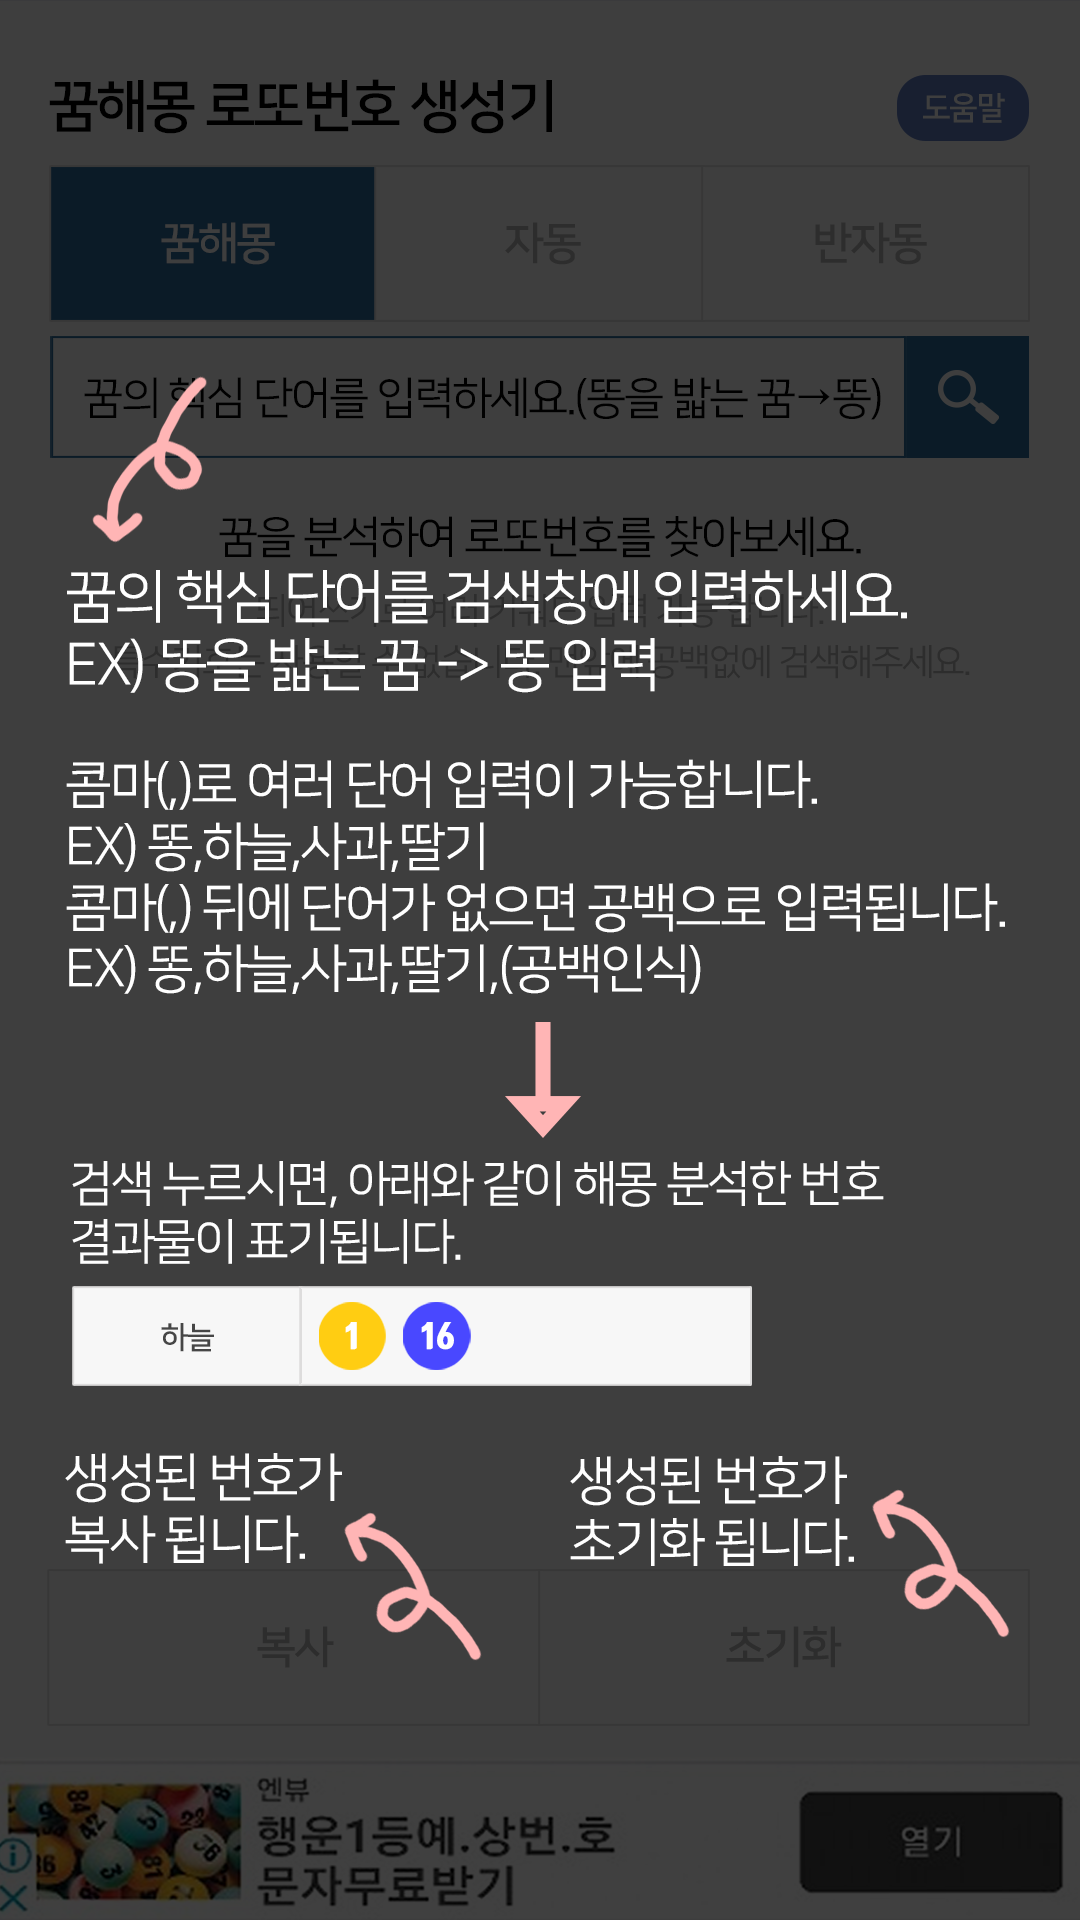 꿈해몽 로또번호 생성기
도움말
꿈해몽
자동
반자동
꿈의 핵심 단어를 입력하세요.(똥을 밟는 꿈→똥)
꿈을 분석하여 로또번호를 찾아보세요.
꿈의 핵심 단어를 검색창에 입력하세요.
EX) 똥을 밟는 꿈 -> 똥 입력
공백없에 검색해주세요.
콤마(,)로 여러 단어 입력이 가능합니다.
EX) 똥,하늘,사과,딸기
콤마(,) 뒤에 단어가 없으면 공백으로 입력됩니다.
EX) 똥,하늘,사과,딸기,(공백인식)
검색 누르시면, 아래와 같이 해몽 분석한 번호
결과물이 표기됩니다.
하늘
1
16
생성된 번호가
복사 됩니다.
생성된 번호가
초기화 됩니다.
복사
초기화
엔뷰
행운1등예.상번.호
문자무료받기
열기